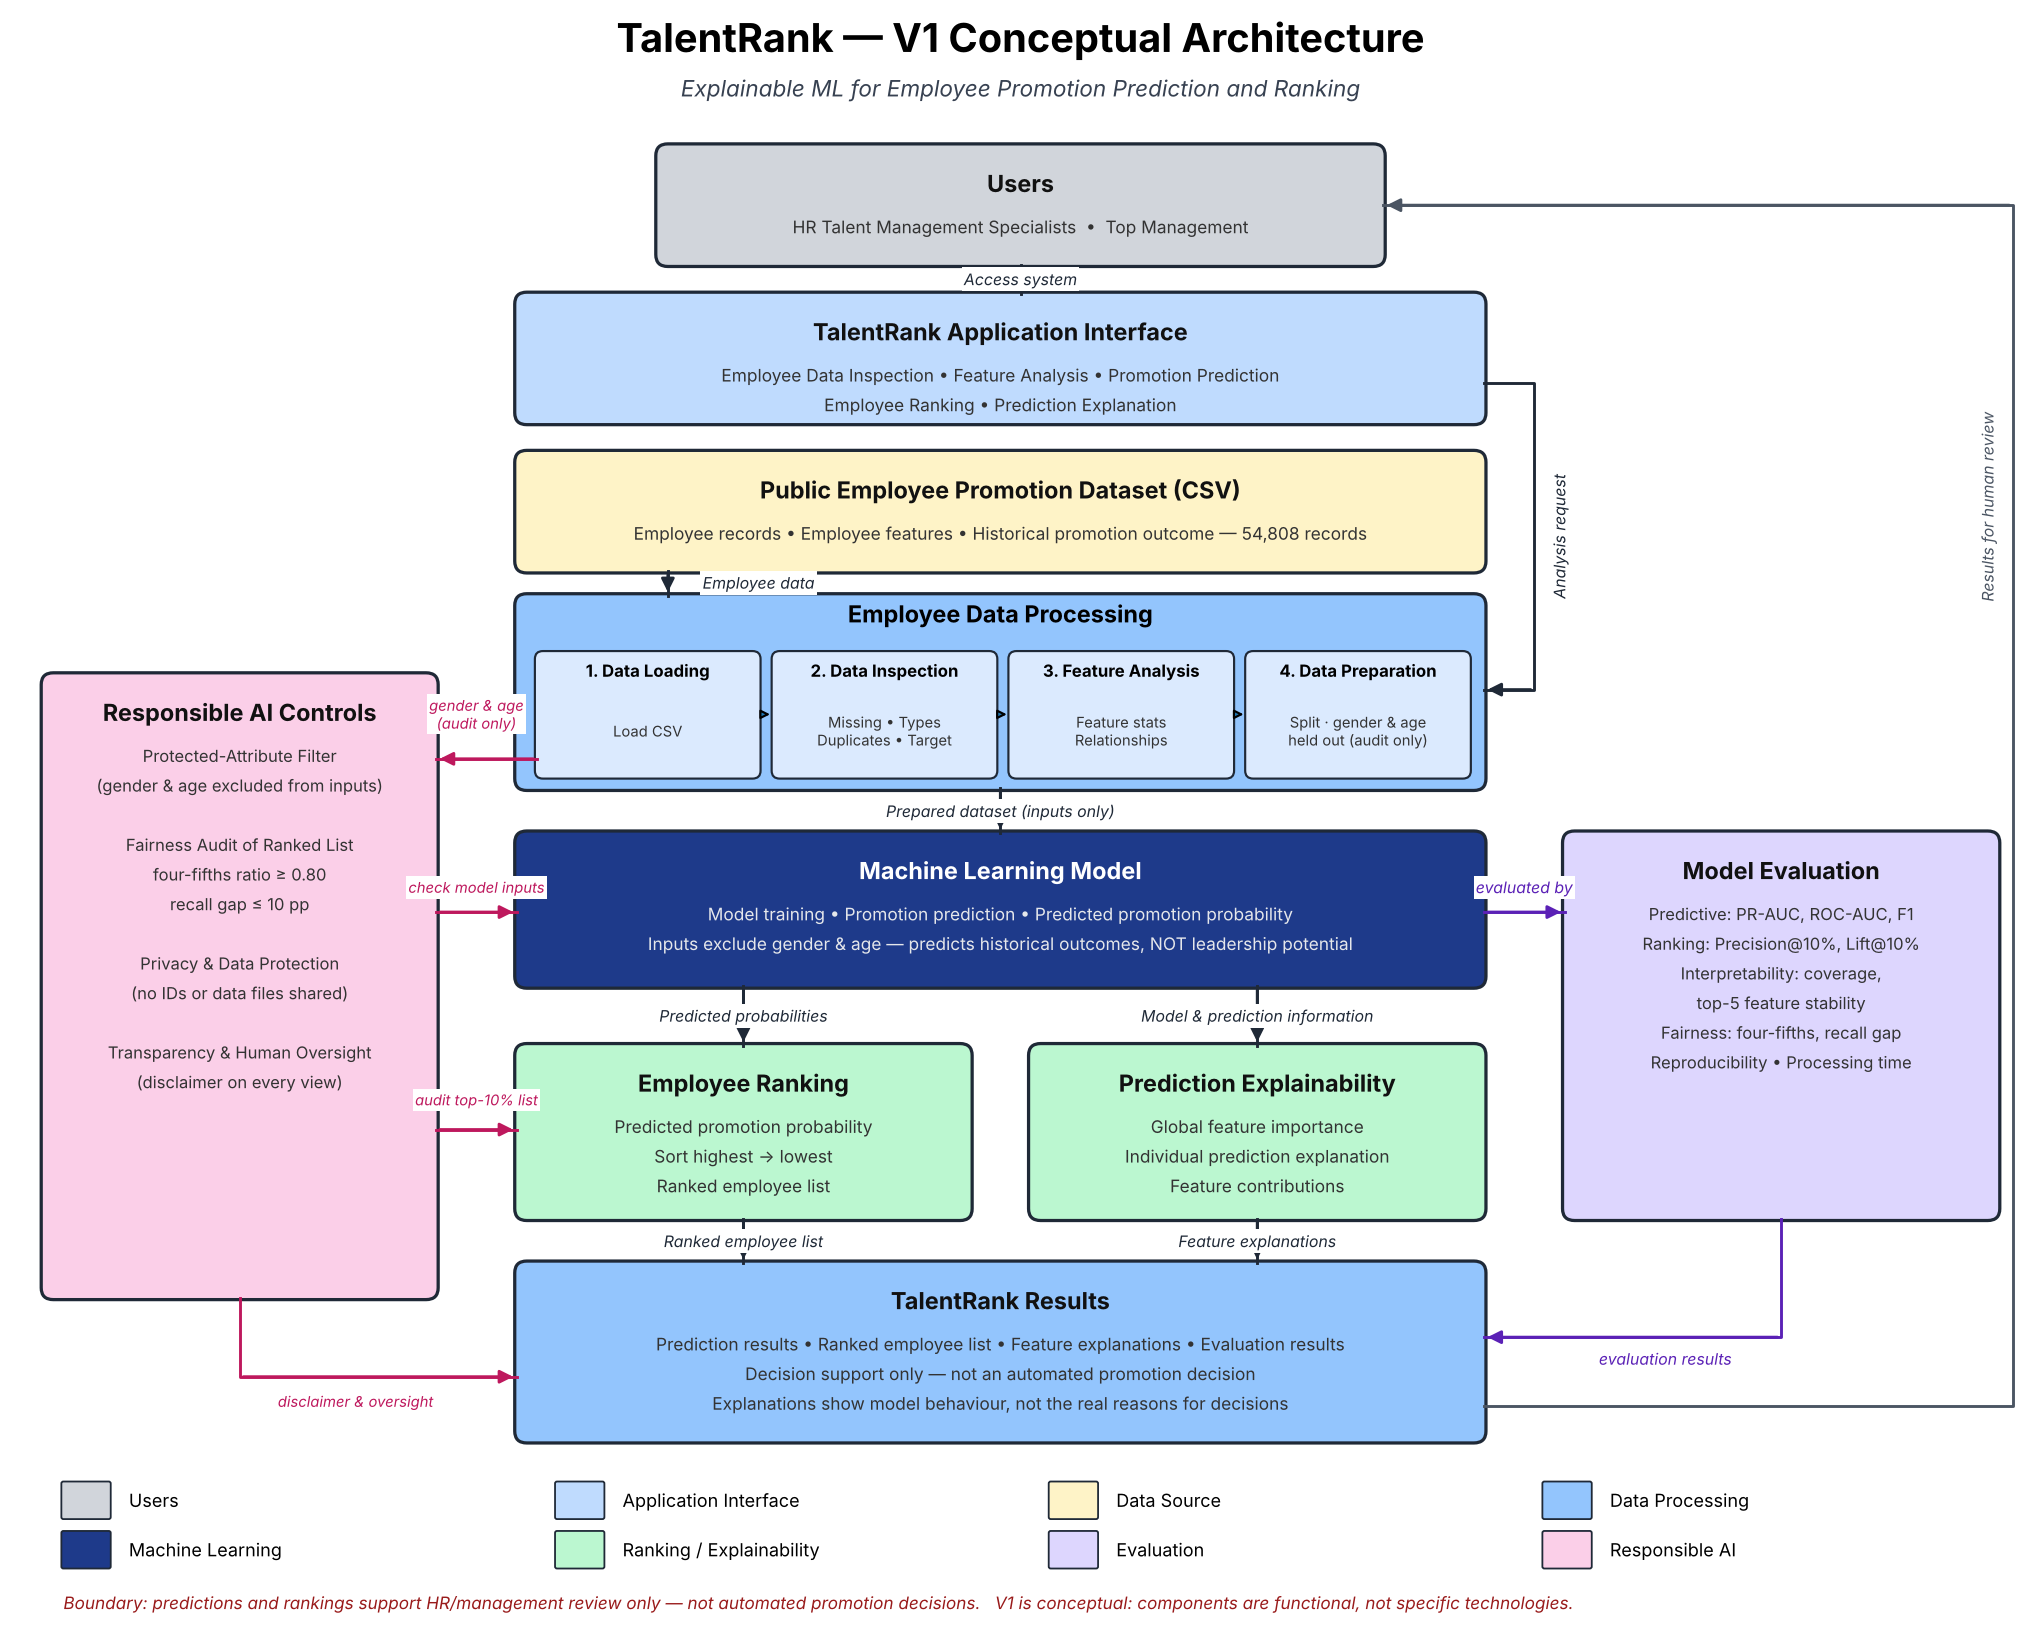 TalentRank — V1 Conceptual Architecture
Explainable ML for Employee Promotion Prediction and Ranking
Users
HR Talent Management Specialists • Top Management
Access system
TalentRank Application Interface
Employee Data Inspection • Feature Analysis • Promotion Prediction
Employee Ranking • Prediction Explanation
Analysis request
Results for human review
Public Employee Promotion Dataset (CSV)
Employee records • Employee features • Historical promotion outcome — 54,808 records
Employee data
Employee Data Processing
1. Data Loading
Load CSV
2. Data Inspection
Missing • Types
Duplicates • Target
3. Feature Analysis
Feature stats
Relationships
4. Data Preparation
Split · gender & age
held out (audit only)
gender & age
(audit only)
Responsible AI Controls
Protected-Attribute Filter
(gender & age excluded from inputs)
Fairness Audit of Ranked List
four-fifths ratio ≥ 0.80
recall gap ≤ 10 pp
Privacy & Data Protection
(no IDs or data files shared)
Transparency & Human Oversight
(disclaimer on every view)
Prepared dataset (inputs only)
check model inputs
Machine Learning Model
Model training • Promotion prediction • Predicted promotion probability
Inputs exclude gender & age — predicts historical outcomes, NOT leadership potential
evaluated by
Model Evaluation
Predictive: PR-AUC, ROC-AUC, F1
Ranking: Precision@10%, Lift@10%
Interpretability: coverage,
top-5 feature stability
Fairness: four-fifths, recall gap
Reproducibility • Processing time
Predicted probabilities
Model & prediction information
audit top-10% list
Employee Ranking
Predicted promotion probability
Sort highest → lowest
Ranked employee list
Prediction Explainability
Global feature importance
Individual prediction explanation
Feature contributions
Ranked employee list
Feature explanations
TalentRank Results
Prediction results • Ranked employee list • Feature explanations • Evaluation results
Decision support only — not an automated promotion decision
Explanations show model behaviour, not the real reasons for decisions
evaluation results
disclaimer & oversight
Users
Application Interface
Data Source
Data Processing
Machine Learning
Ranking / Explainability
Evaluation
Responsible AI
Boundary: predictions and rankings support HR/management review only — not automated promotion decisions. V1 is conceptual: components are functional, not specific technologies.